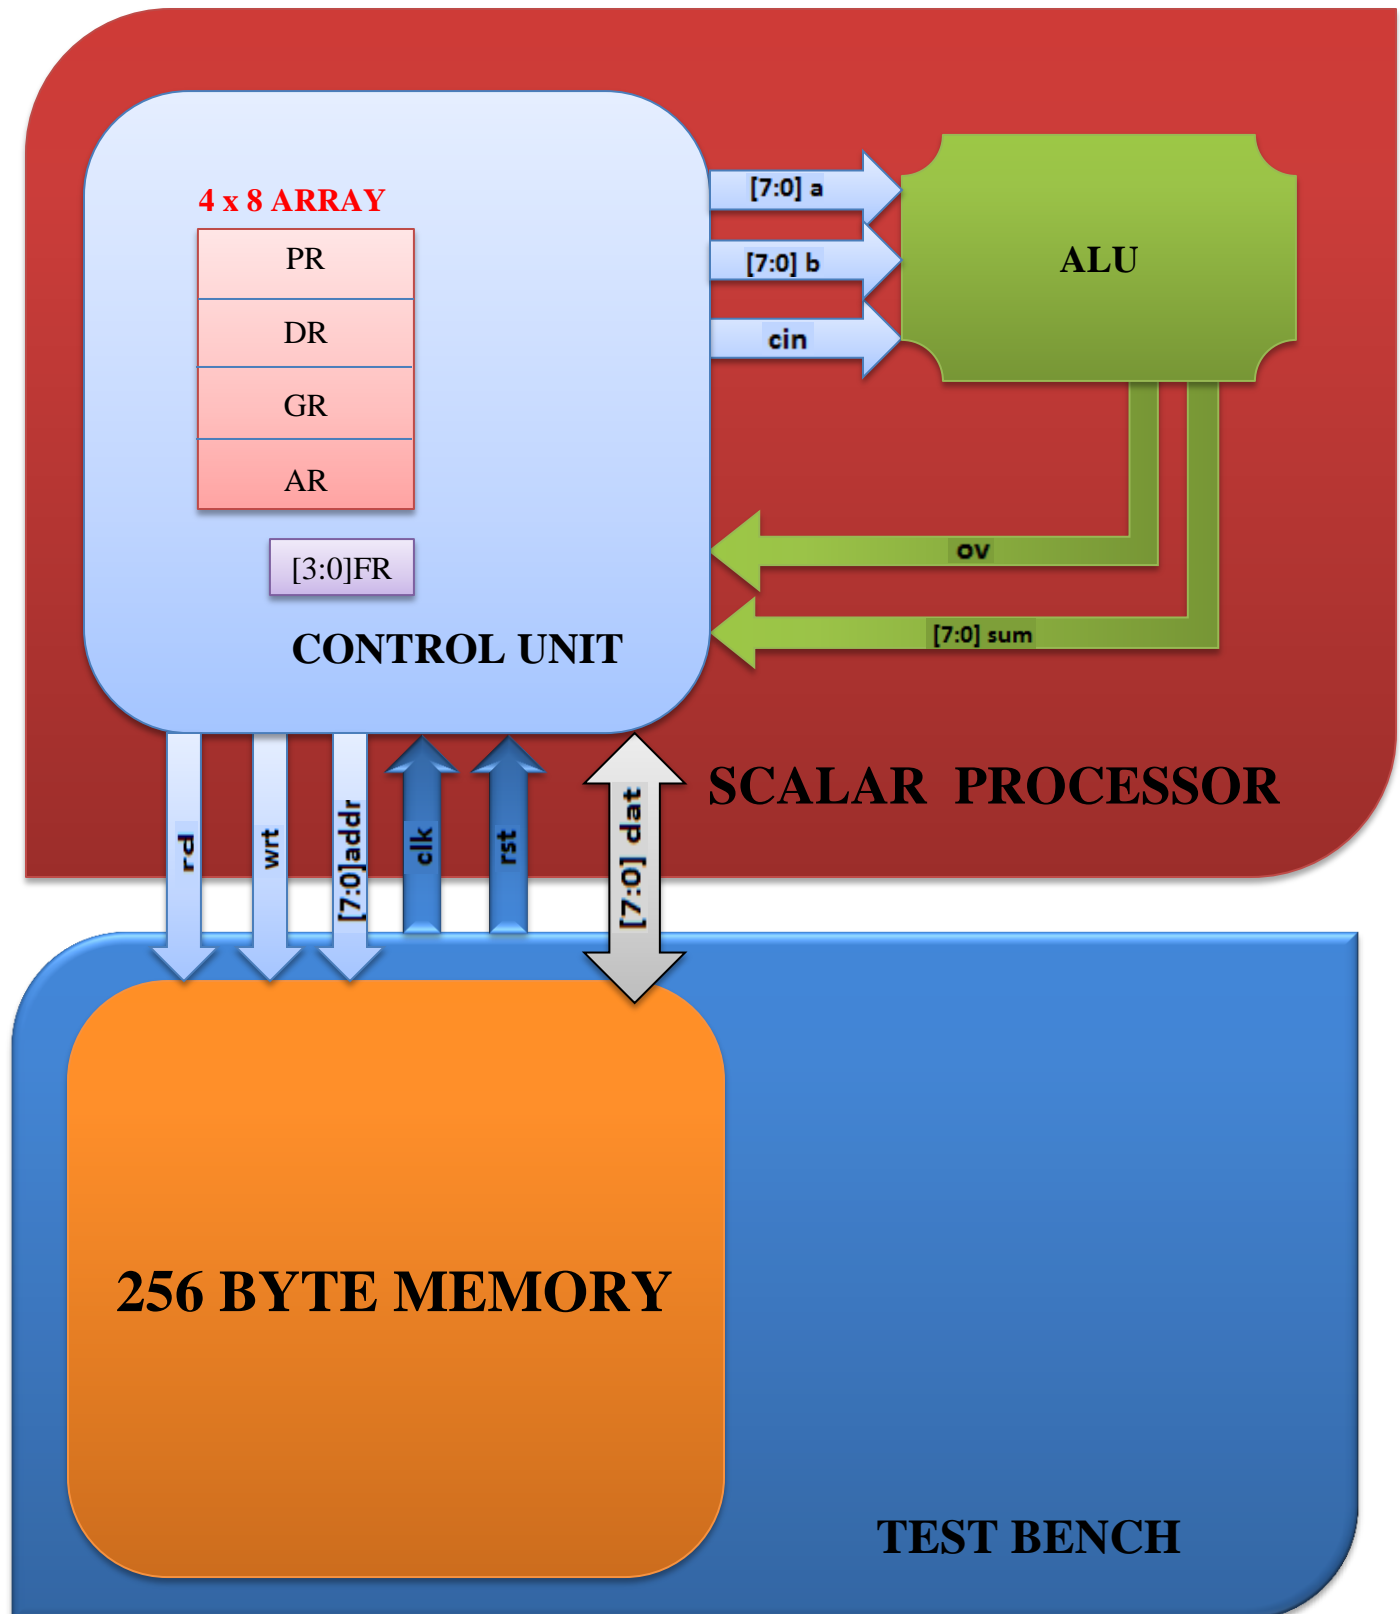 4 x 8 ARRAY
PR
DR
GR
AR
[3:0]FR
CONTROL UNIT
[7:0] a
[7:0] b
cin
ALU
ov
[7:0] sum
SCALAR PROCESSOR
rd
wrt
[7:0]addr
clk
rst
[7:0] dat
256 BYTE MEMORY
TEST BENCH